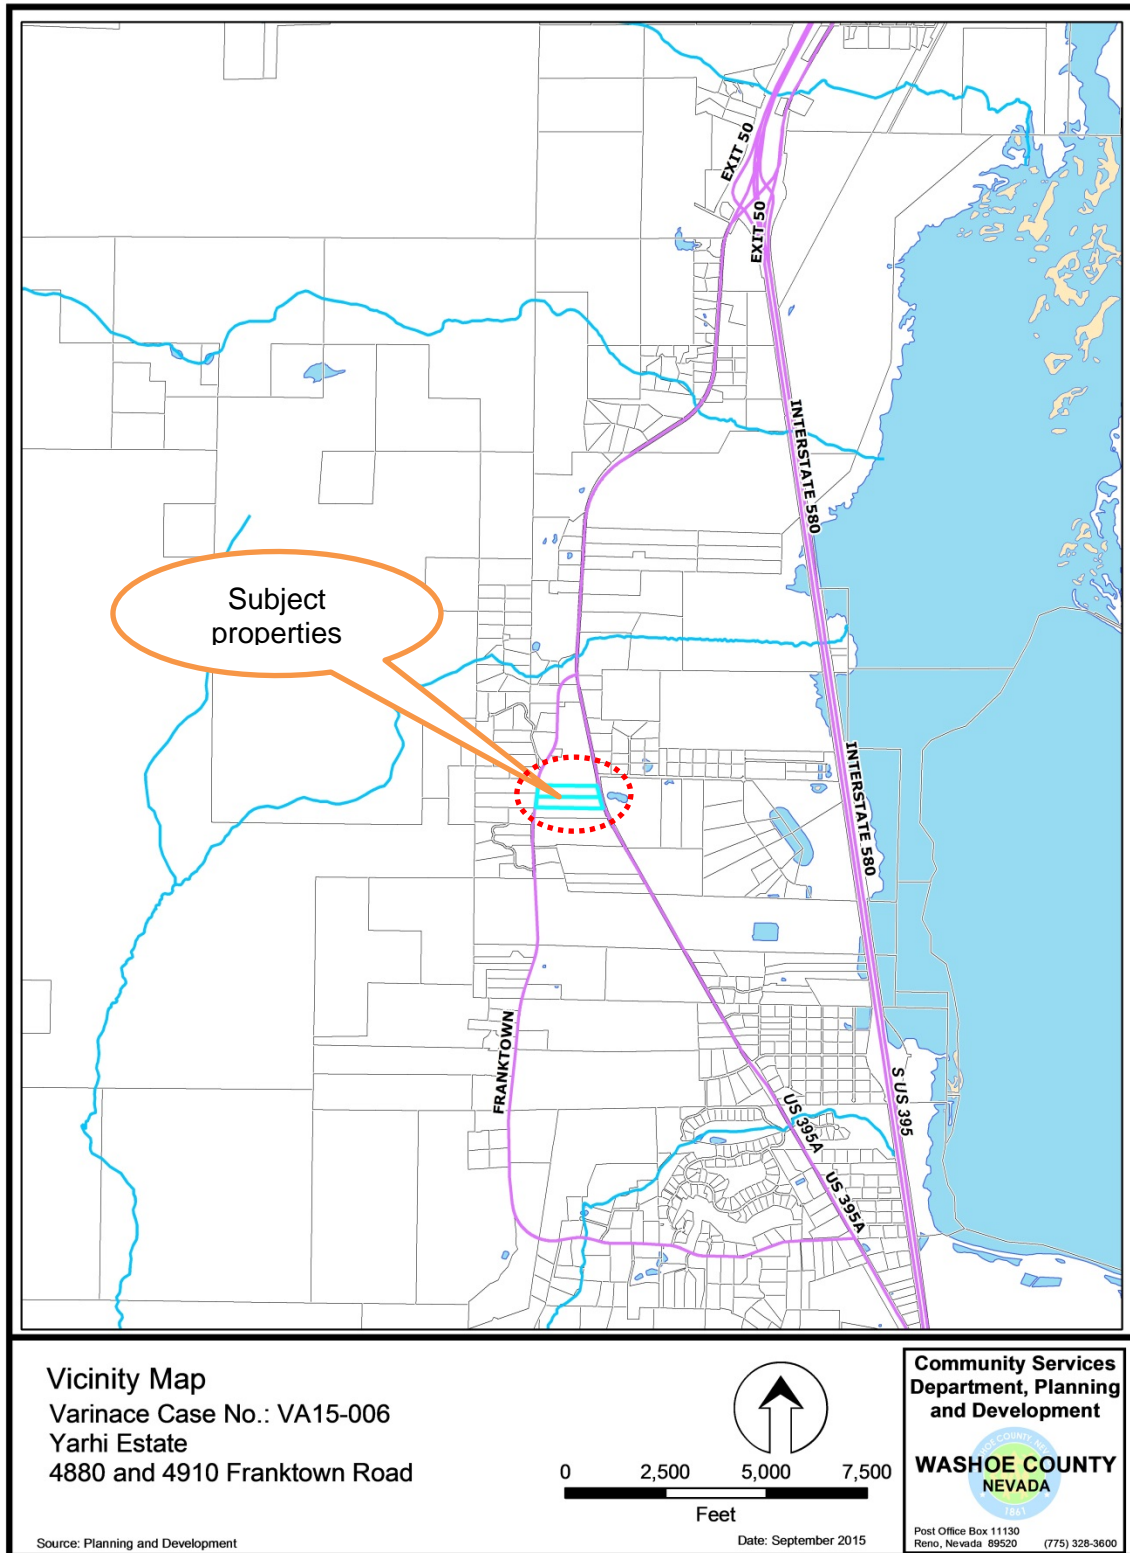 EXIT 50
EXIT 50
INTERSTATE 580
Subject
properties
INTERSTATE 580
FRANKTOWN
S US 395
US 395A
US 395A
Vicinity Map
Varinace Case No.: VA15-006
Yarhi Estate
4880 and 4910 Franktown Road
0 2,500 5,000 7,500
Feet
Source: Planning and Development
Date: September 2015
Community Services
Department, Planning
and Development
WASHOE COUNTY
NEVADA
1861
Post Office Box 11130
Reno, Nevada 89520 (775) 328-3600